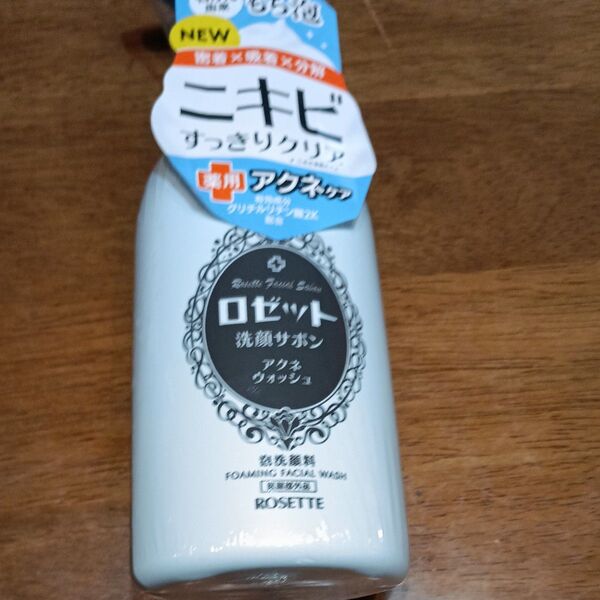 もち泡
NEW
密着×吸着×分解
ニキビ
すっきりクリア
薬用 アクネケア
有効成分
グリチルリチン酸2K
配合
Rosette Facial Sabon
ロゼット
洗顔サボン
アクネ
ウォッシュ
泡洗顔料
FOAMING FACIAL WASH
医薬部外品
ROSETTE